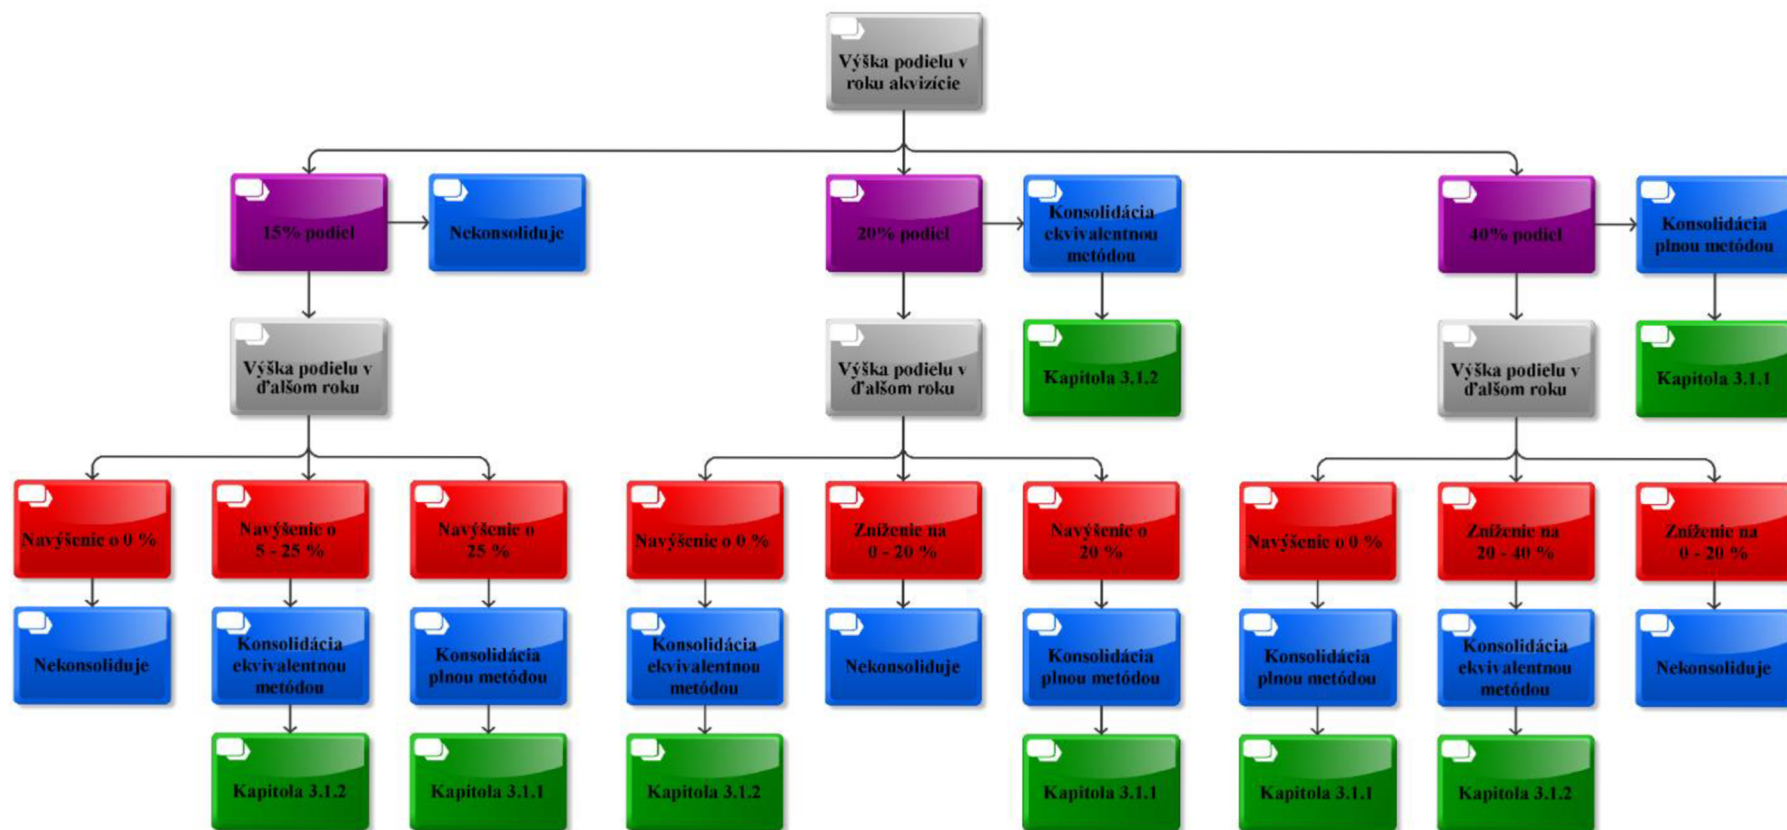 Výška podielu v
roku akvizície
15% podiel
Nekonsoliduje
20% podiel
Konsolidácia
ekvivalentnou
metódou
40% podiel
Konsolidácia
plnou metódou
Výška podielu v
ďalšom roku
Výška podielu v
ďalšom roku
Kapitola 3.1.2
Výška podielu v
ďalšom roku
Kapitola 3.1.1
Navýšenie o 0 %
Navýšenie o
5 - 25 %
Navýšenie o
25 %
Navýšenie o 0 %
Zníženie na
0 - 20 %
Navýšenie o
20 %
Navýšenie o 0 %
Zníženie na
20 - 40 %
Zníženie na
0 - 20 %
Nekonsoliduje
Konsolidácia
ekvivalentnou
metódou
Konsolidácia
plnou metódou
Konsolidácia
ekvivalentnou
metódou
Nekonsoliduje
Konsolidácia
plnou metódou
Konsolidácia
plnou metódou
Konsolidácia
ekvivalentnou
metódou
Nekonsoliduje
Kapitola 3.1.2
Kapitola 3.1.1
Kapitola 3.1.2
Kapitola 3.1.1
Kapitola 3.1.1
Kapitola 3.1.2